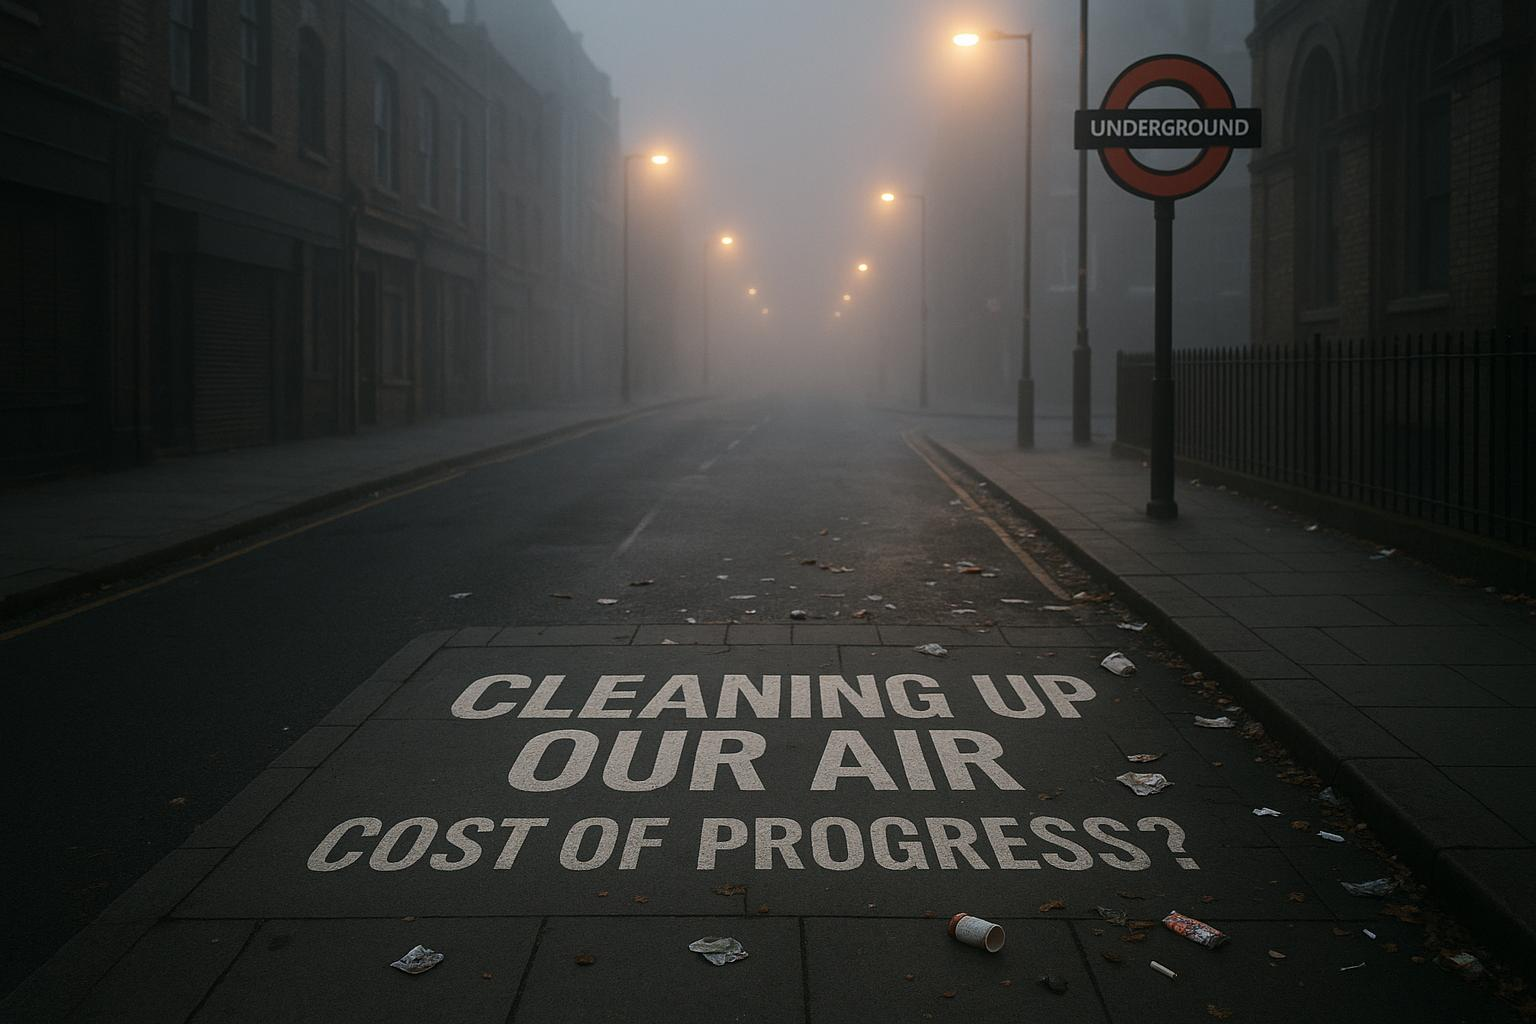 UNDERGROUND
CLEANING UP
OUR AIR
COST OF PROGRESS?